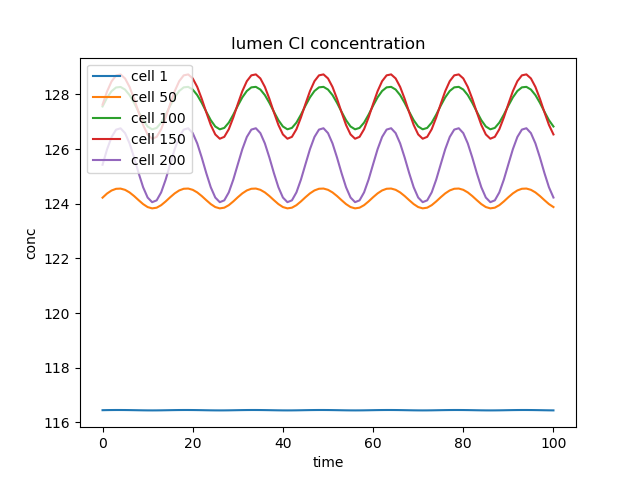 lumen Cl concentration
cell 1
cell 50
cell 100
cell 150
cell 200
conc
128
126
124
122
120
118
116
0 20 40 60 80 100
time